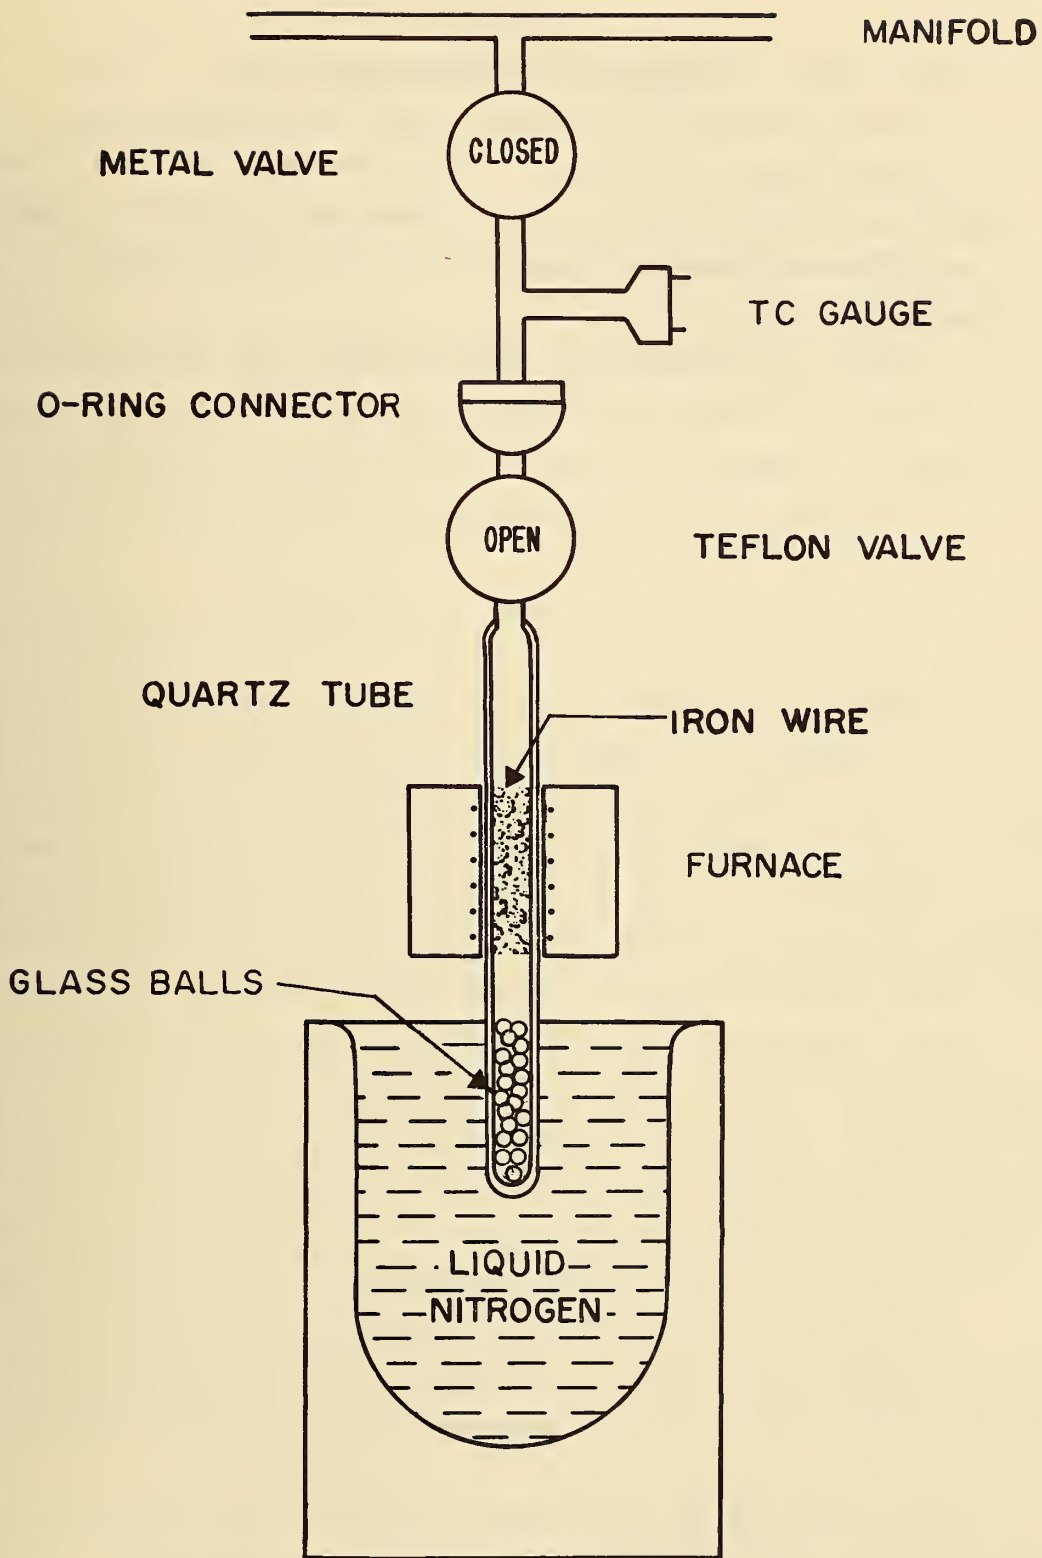 MANIFOLD
CLOSED
METAL VALVE
TC GAUGE
O-RING CONNECTOR
OPEN
TEFLON VALVE
QUARTZ TUBE
IRON WIRE
FURNACE
GLASS BALLS
LIQUID
NITROGEN